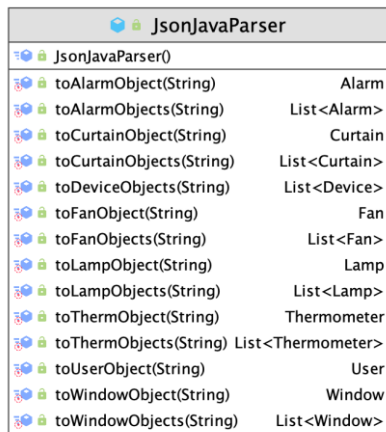 JsonJavaParser
JsonJavaParser()
toAlarmObject(String) Alarm
toAlarmObjects(String) List<Alarm>
toCurtainObject(String) Curtain
toCurtainObjects(String) List<Curtain>
toDeviceObjects(String) List<Device>
toFanObject(String) Fan
toFanObjects(String) List<Fan>
toLampObject(String) Lamp
toLampObjects(String) List<Lamp>
toThermObject(String) Thermometer
toThermObjects(String) List<Thermometer>
toUserObject(String) User
toWindowObject(String) Window
toWindowObjects(String) List<Window>